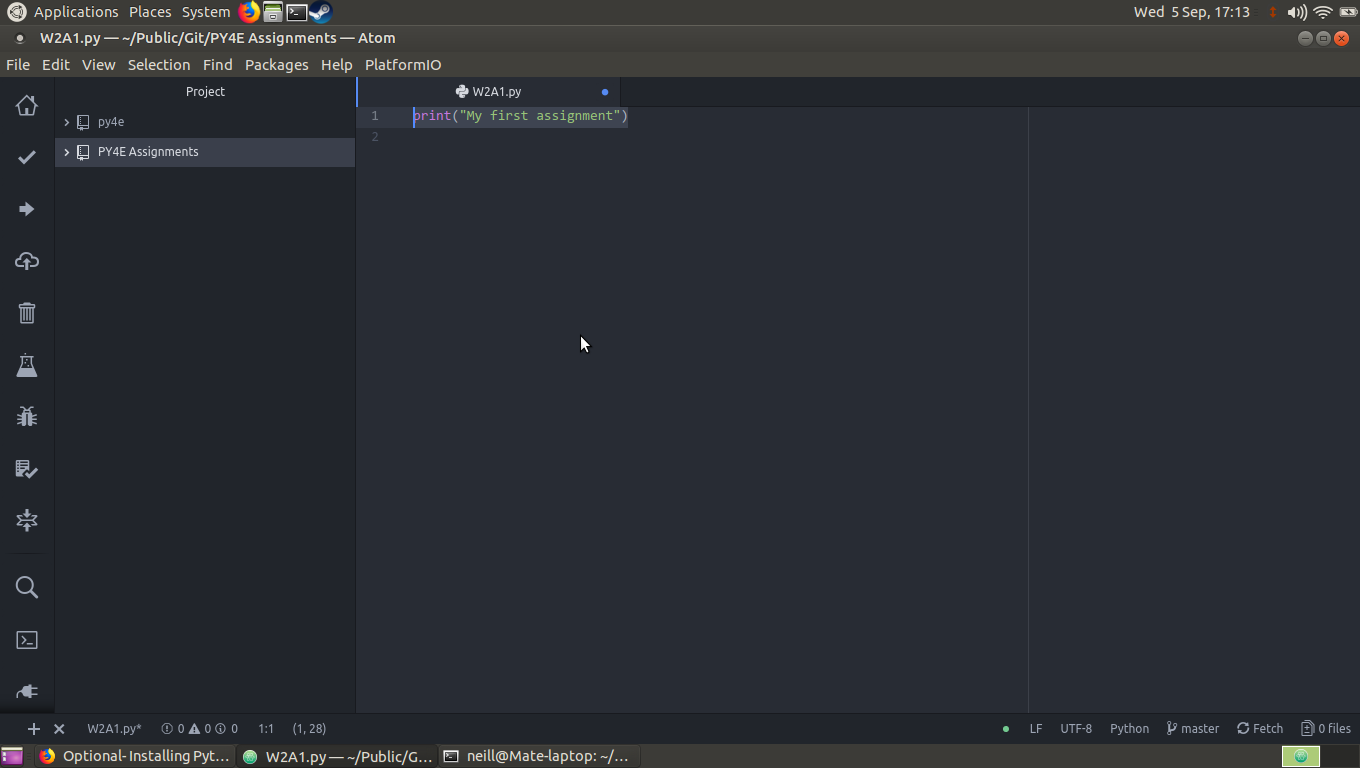 Applications Places System Wed 5 Sep, 17:13
W2A1.py — ~/Public/Git/PY4E Assignments — Atom
File Edit View Selection Find Packages Help PlatformIO
Project W2A1.py
1 print("My first assignment")
py4e
2
PY4E Assignments
W2A1.py* 0 0 0 1:1 (1, 28) LF UTF-8 Python master Fetch 0 files
Optional- Installing Pyt... W2A1.py — ~/Public/G... neill@Mate-laptop: ~/...